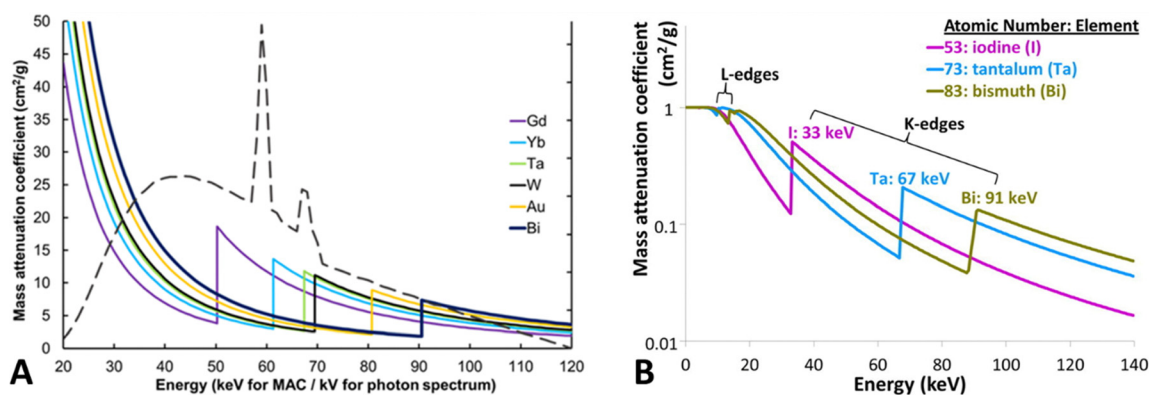 Mass attenuation coefficient (cm²/g)
50
45
40
35
30
25
20
15
10
5
0
Gd
Yb
Ta
W
Au
Bi
20 30 40 50 60 70 80 90 100 110 120
Energy (keV for MAC / kV for photon spectrum)
A
Mass attenuation coefficient
(cm²/g)
Atomic Number: Element
53: iodine (I)
73: tantalum (Ta)
83: bismuth (Bi)
L-edges
K-edges
I: 33 keV
Ta: 67 keV
Bi: 91 keV
1
0.1
0.01
0 20 40 60 80 100 120 140
Energy (keV)
B